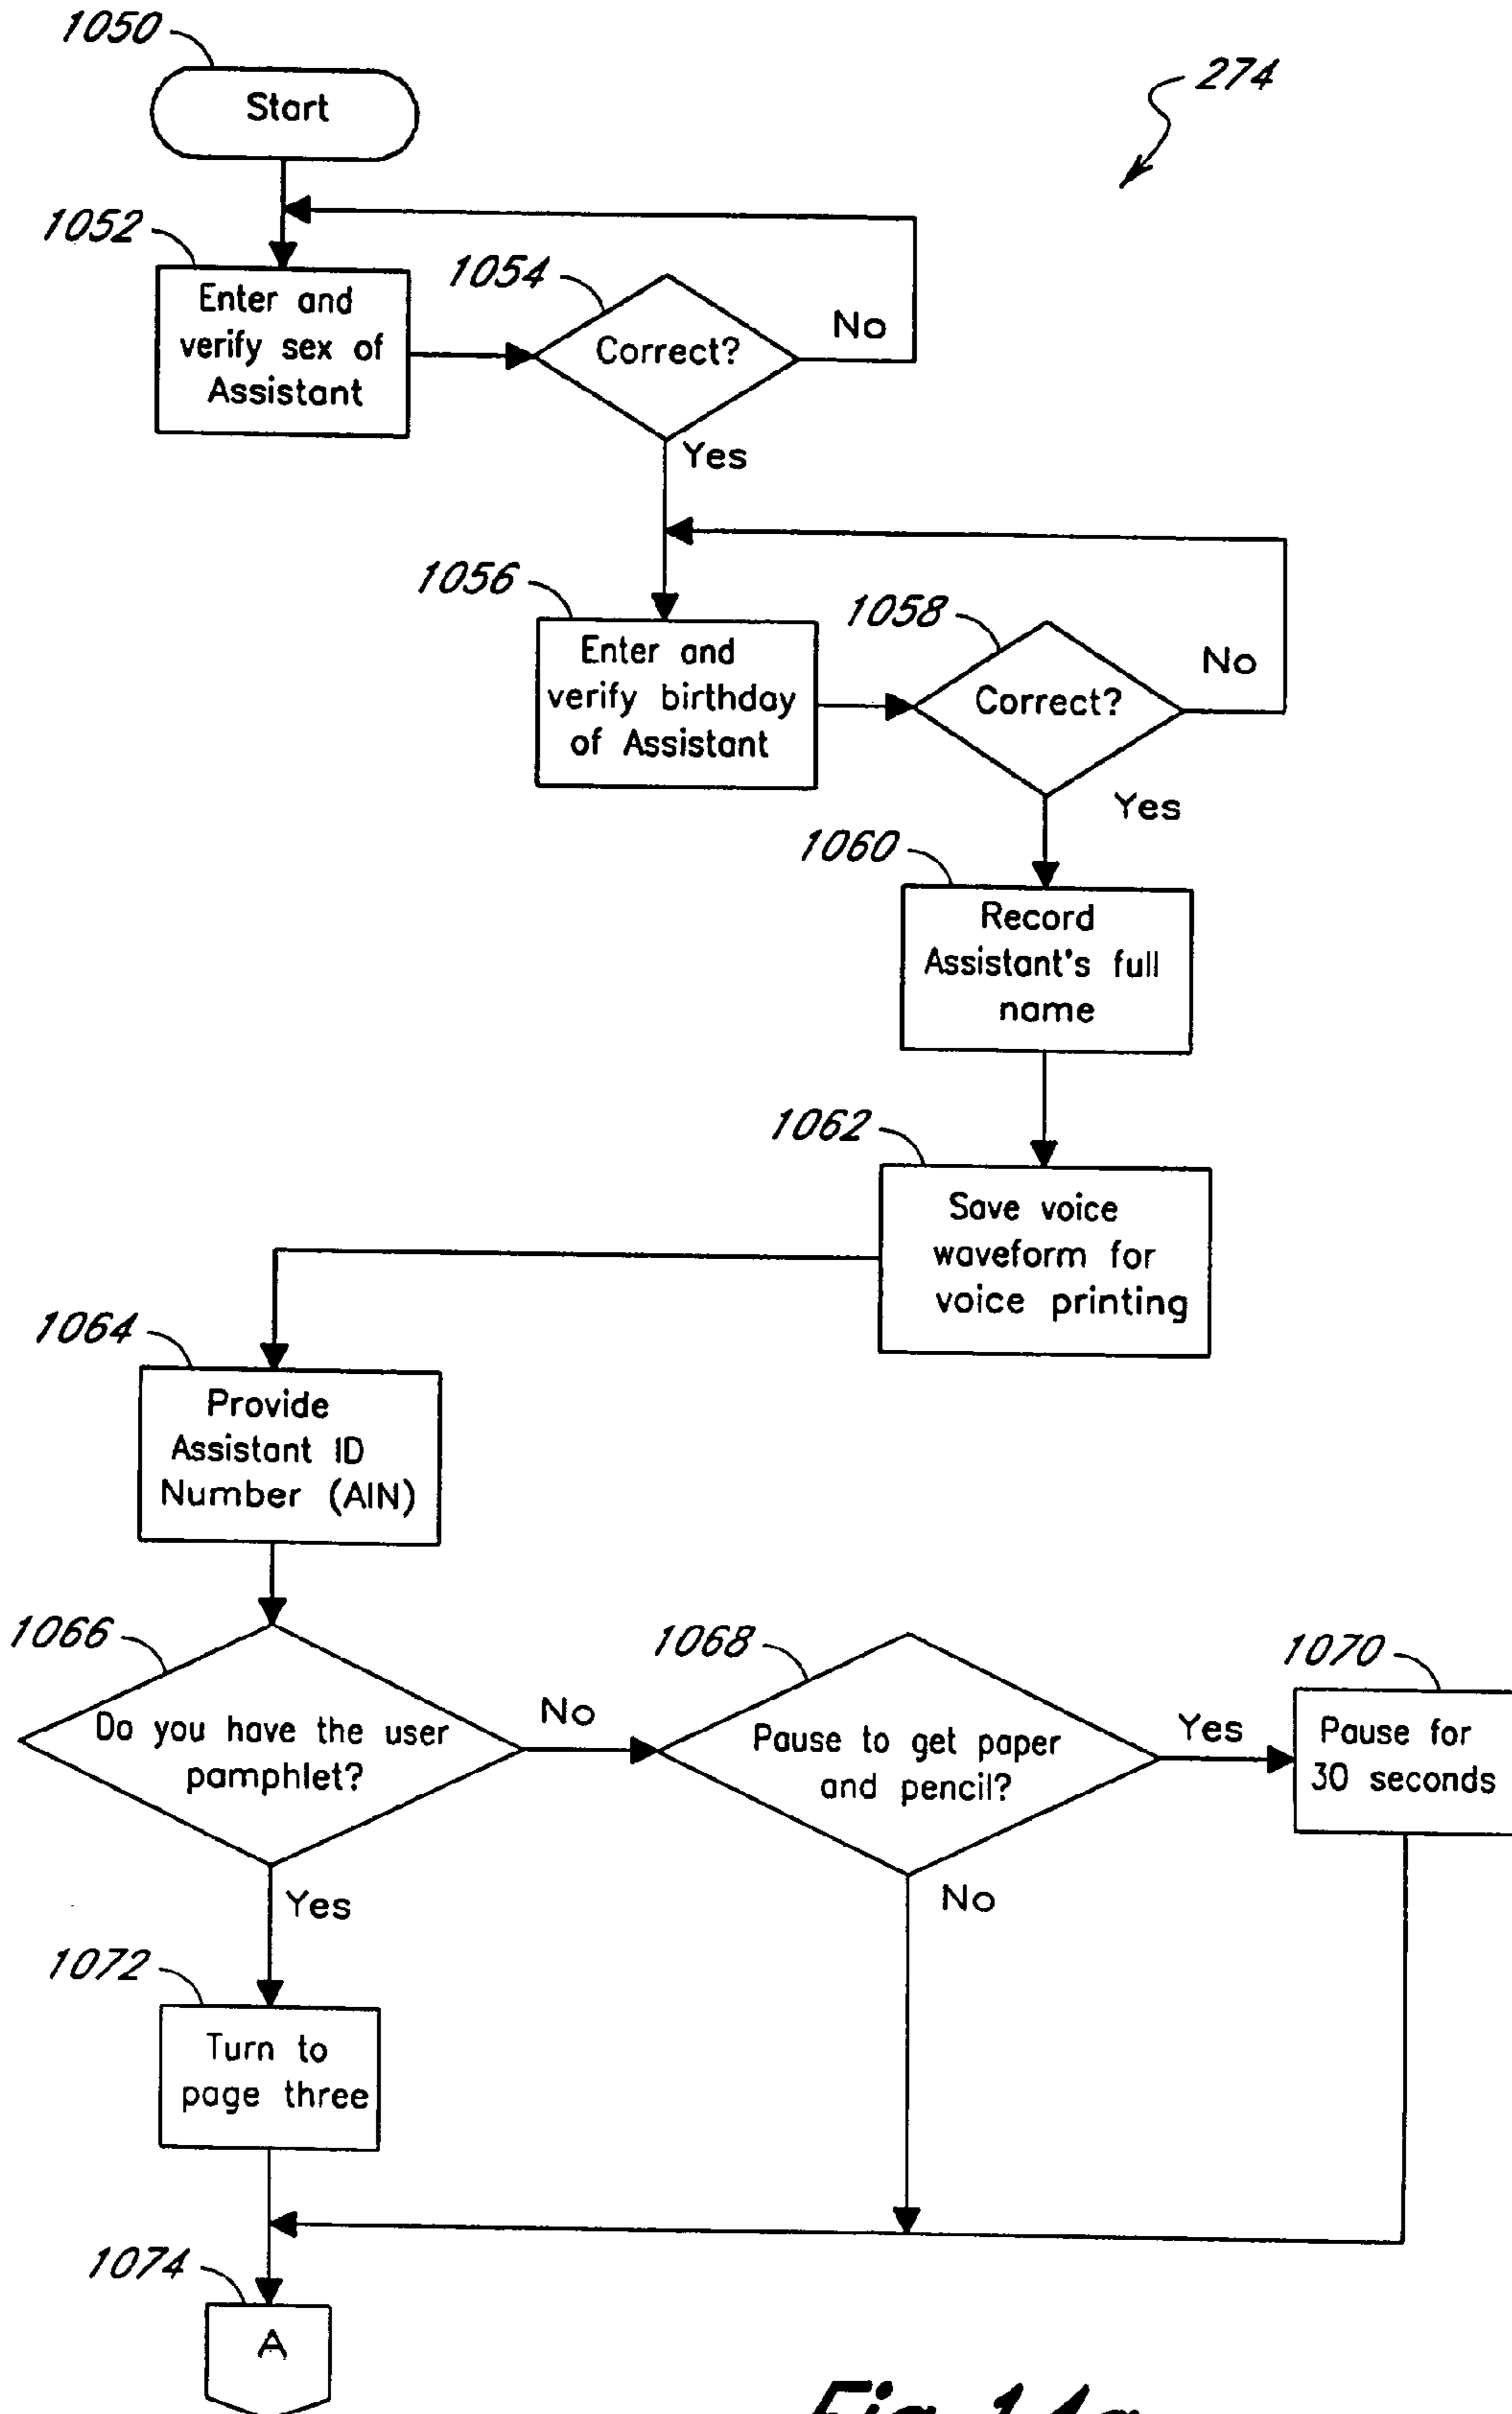 1050
Start
274
1052
Enter and
verify sex of
Assistant
1054
Correct?
No
Yes
1056
Enter and
verify birthday
of Assistant
1058
Correct?
No
Yes
1060
Record
Assistant's full
name
1062
Save voice
waveform for
voice printing
1064
Provide
Assistant ID
Number (AIN)
1066
Do you have the user
pamphlet?
No
1068
Pause to get paper
and pencil?
Yes
1070
Pause for
30 seconds
Yes
No
1072
Turn to
page three
1074
A
Fig. 14a